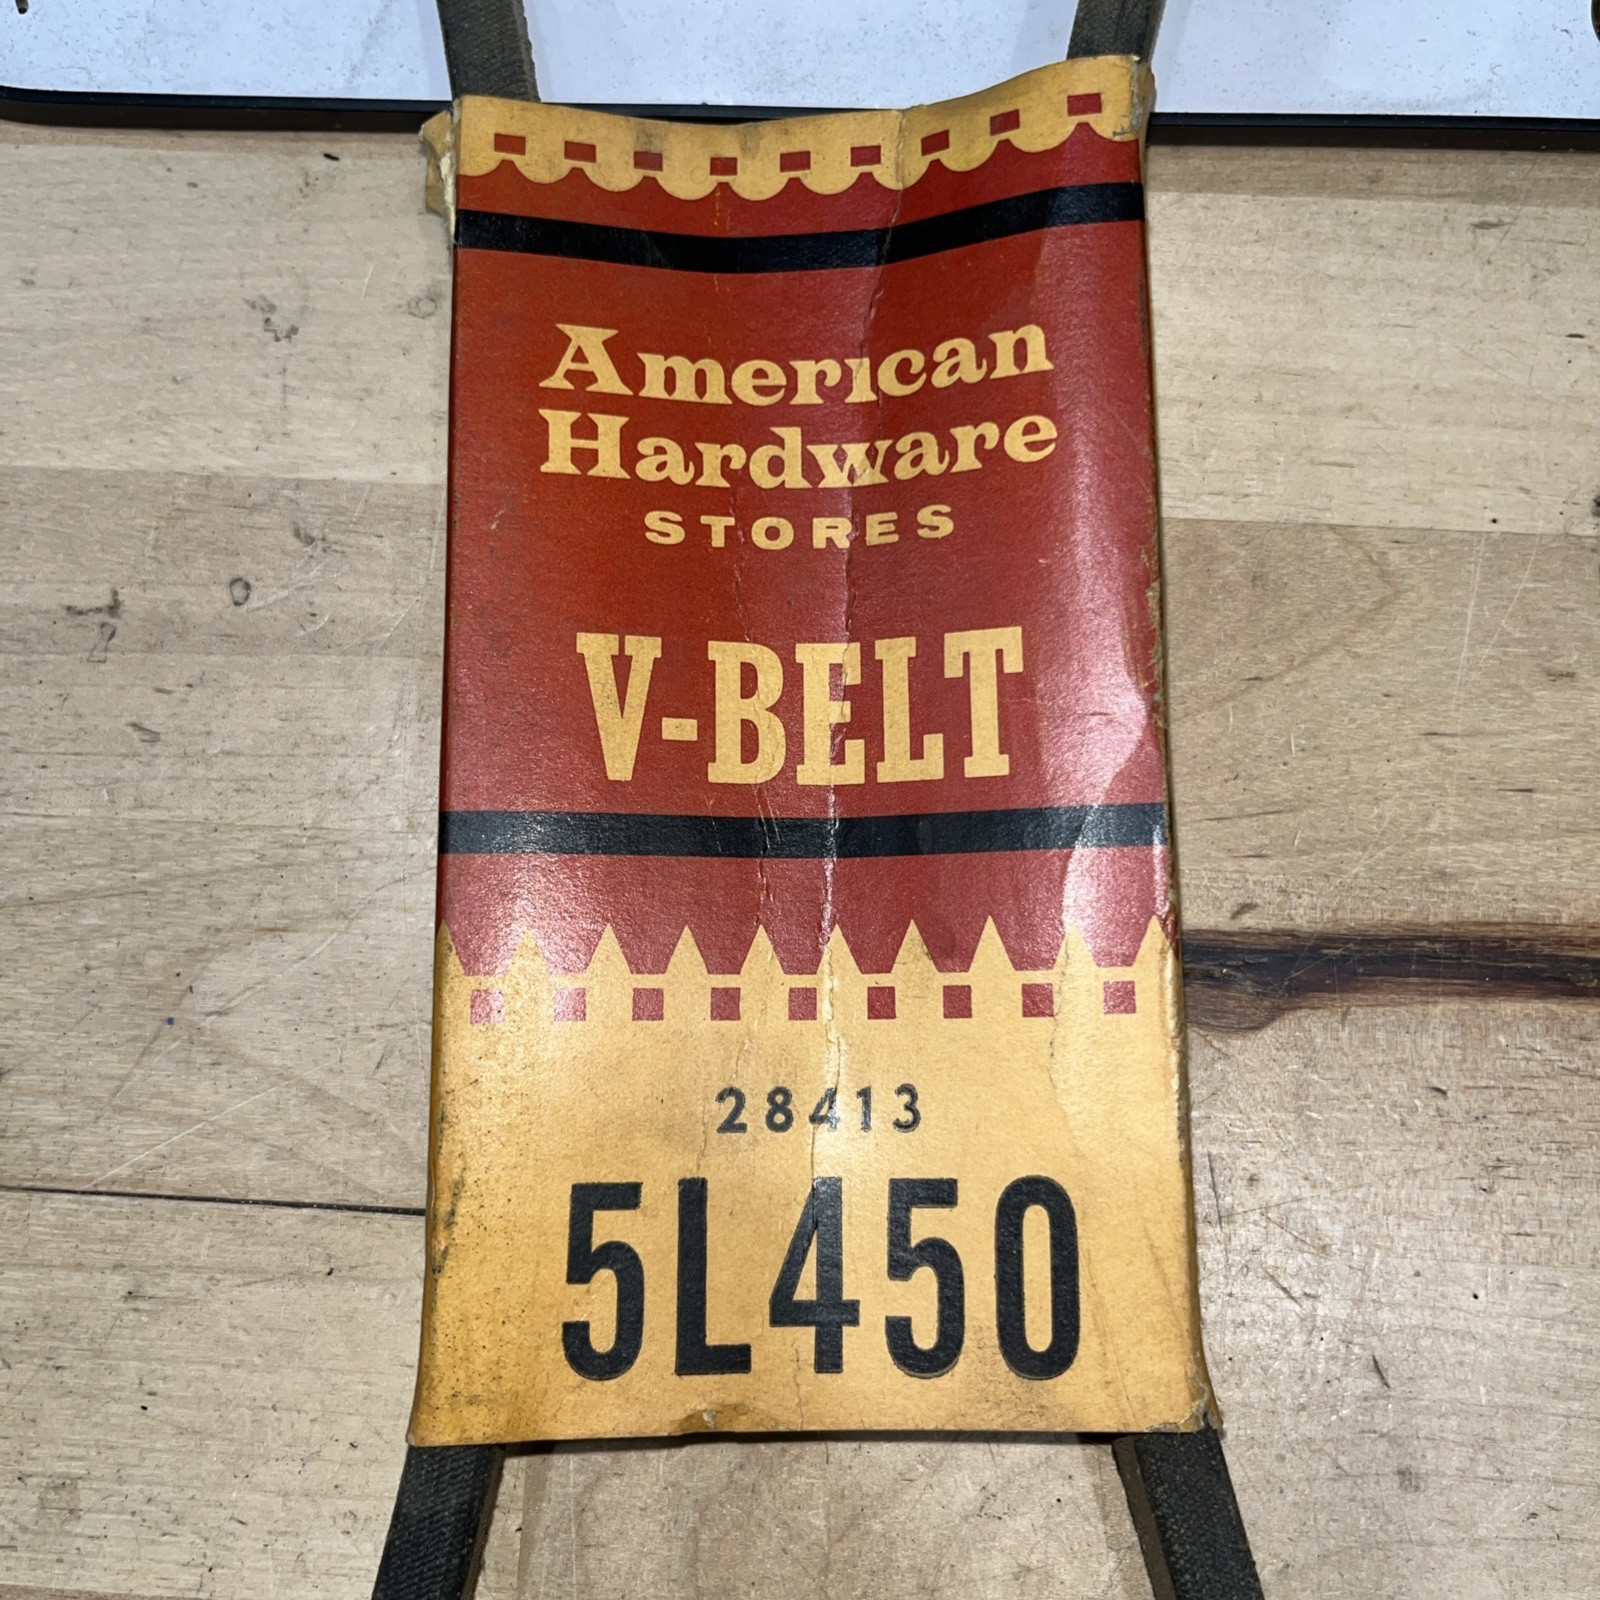 American
Hardware
STORES
V-BELT
28413
5L450